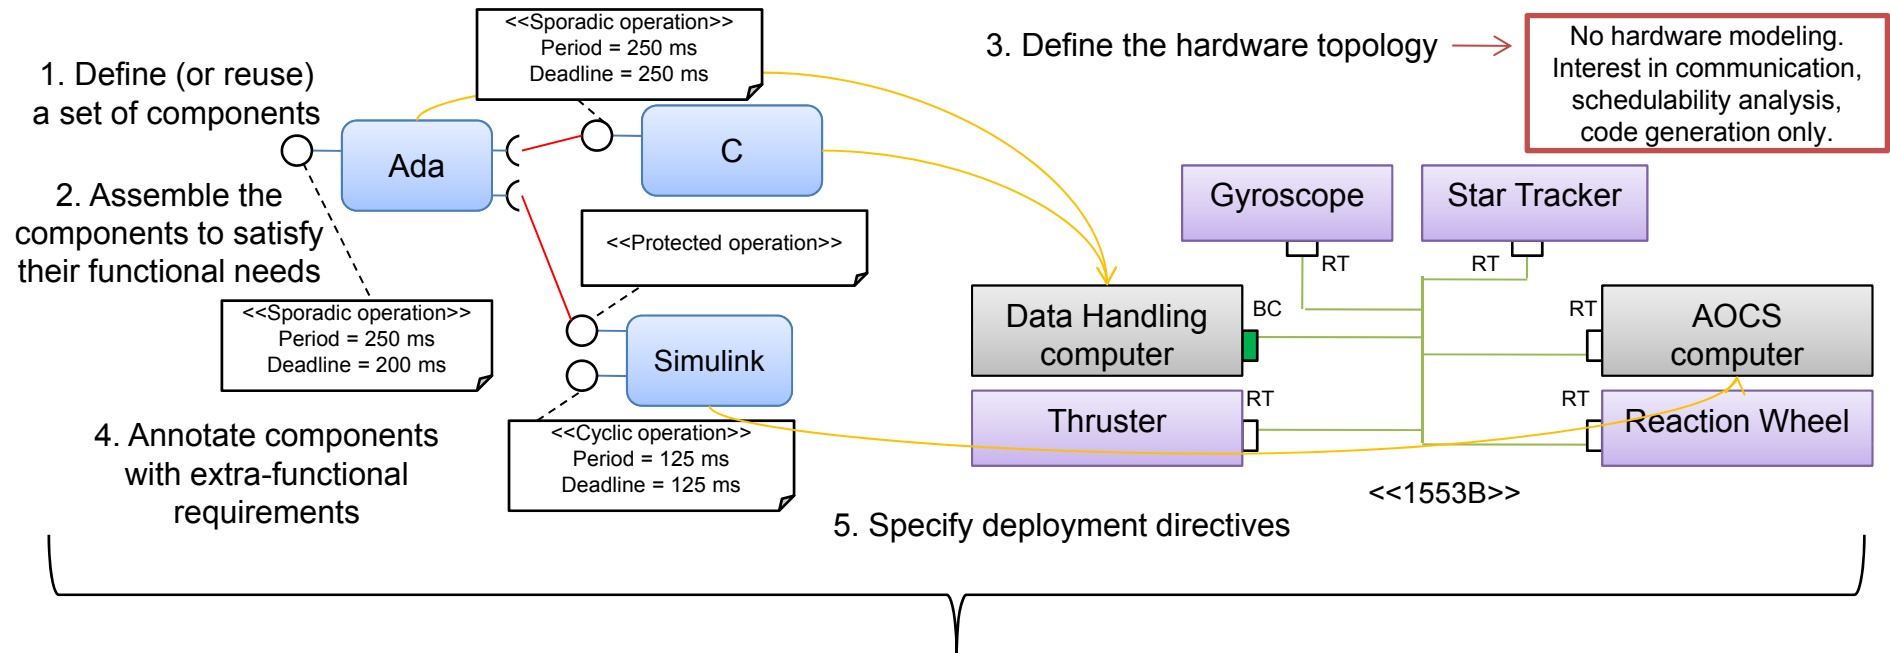 <<Sporadic operation>>
Period = 250 ms
Deadline = 250 ms
3. Define the hardware topology
No hardware modeling.
Interest in communication,
schedulability analysis,
code generation only.
1. Define (or reuse)
a set of components
Ada
C
2. Assemble the
components to satisfy
their functional needs
<<Protected operation>>
<<Sporadic operation>>
Period = 250 ms
Deadline = 200 ms
Simulink
4. Annotate components
with extra-functional
requirements
<<Cyclic operation>>
Period = 125 ms
Deadline = 125 ms
Gyroscope
Star Tracker
RT
RT
Data Handling
computer
BC
RT
AOCS
computer
Thruster
RT
RT
Reaction Wheel
<<1553B>>
5. Specify deployment directives